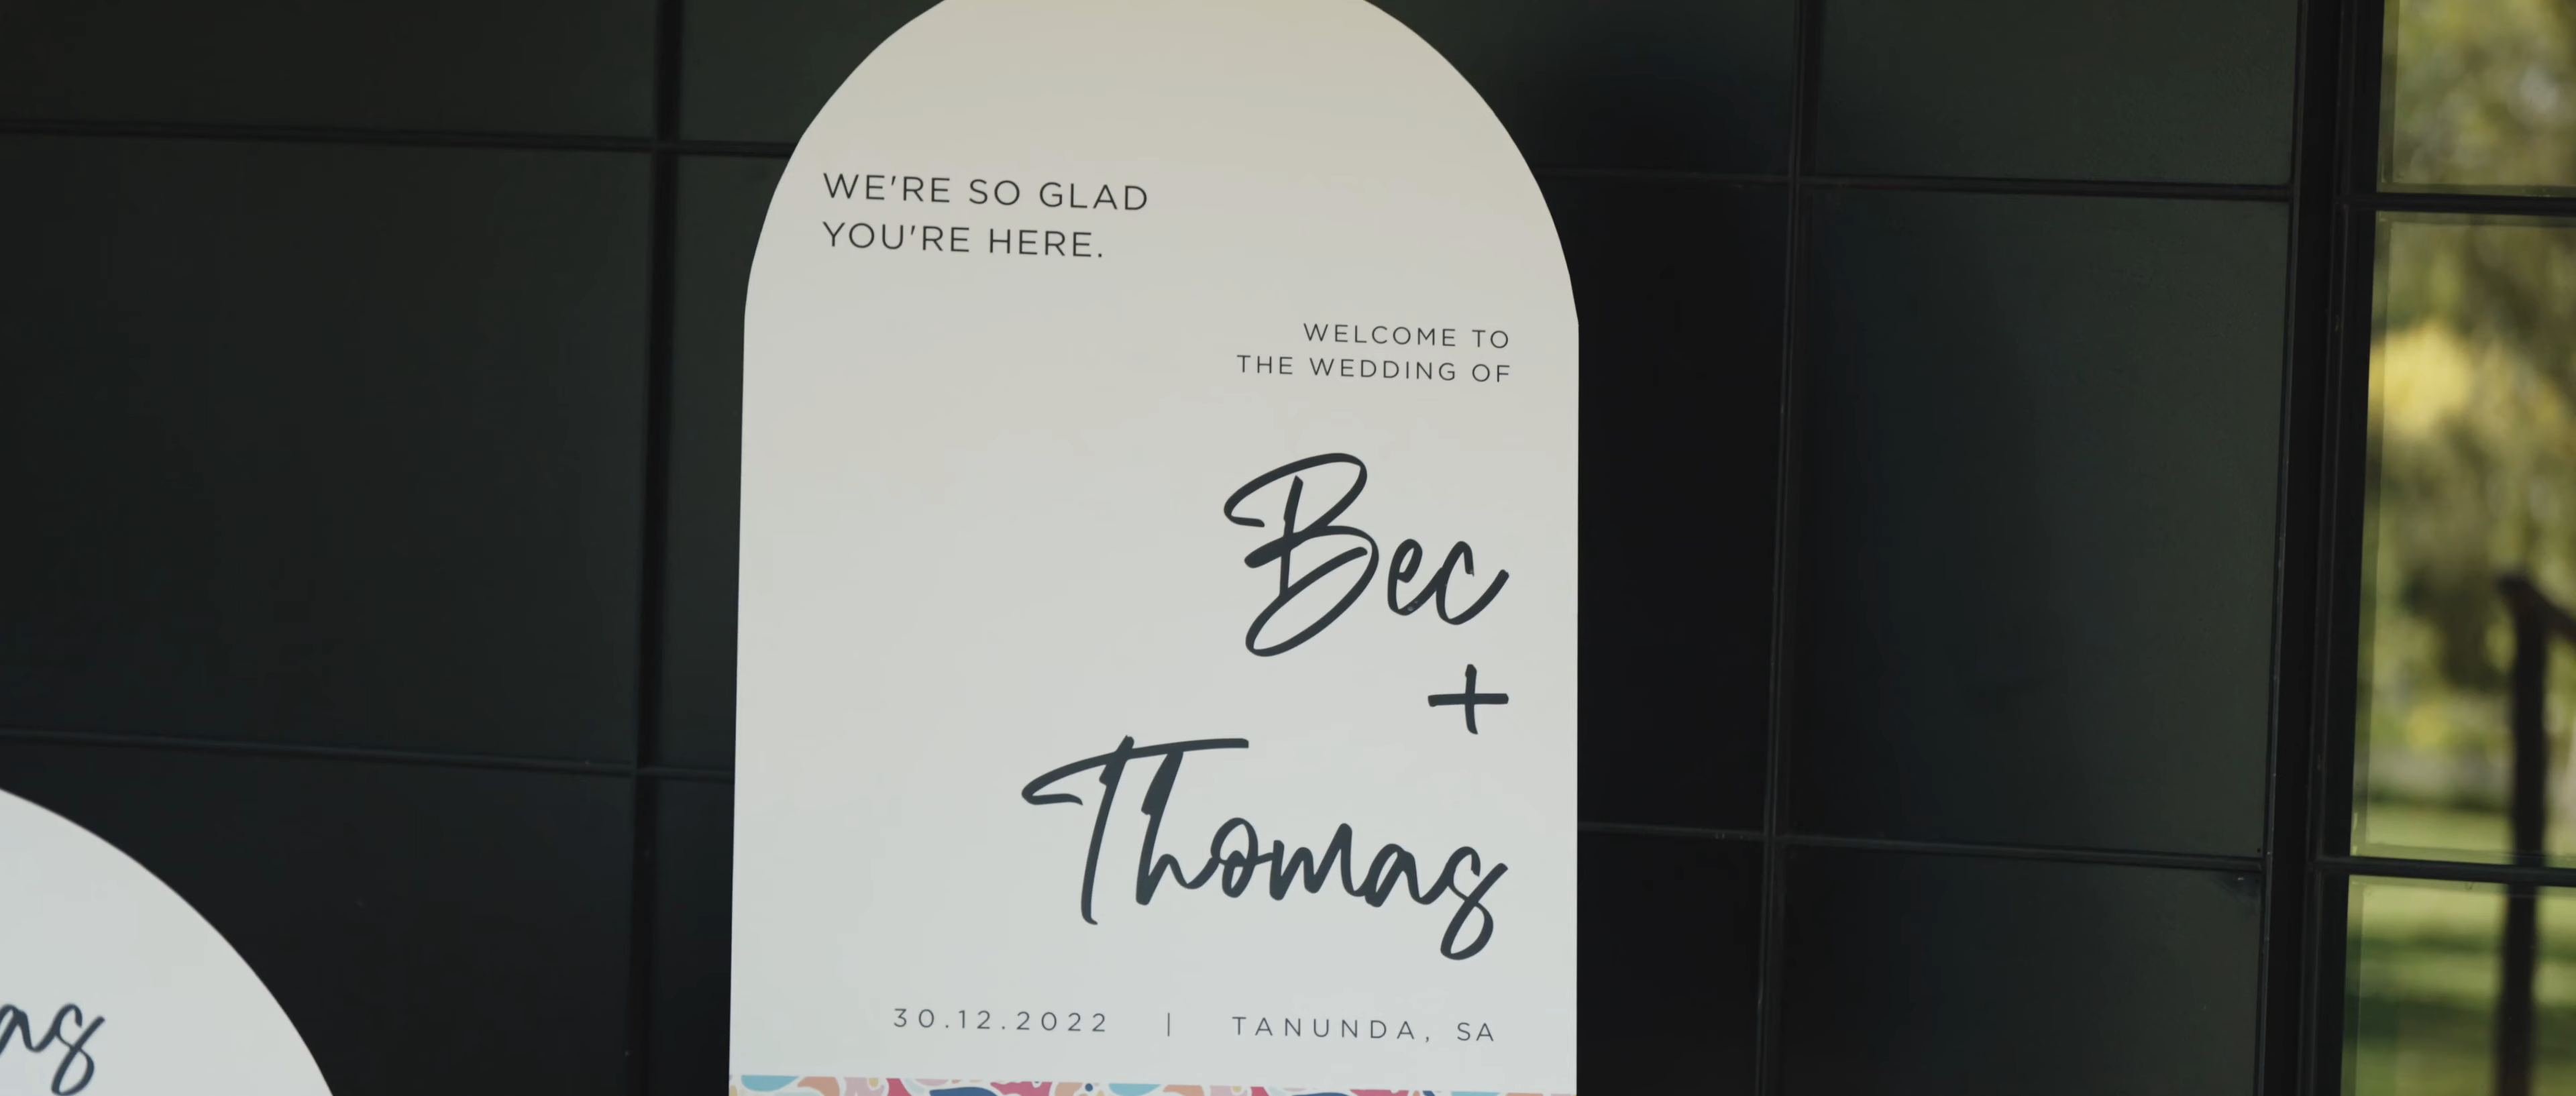 WE'RE SO GLAD
YOU'RE HERE.
WELCOME TO
THE WEDDING OF
Bec
+
Thomas
30.12.2022 | TANUNDA, SA
as